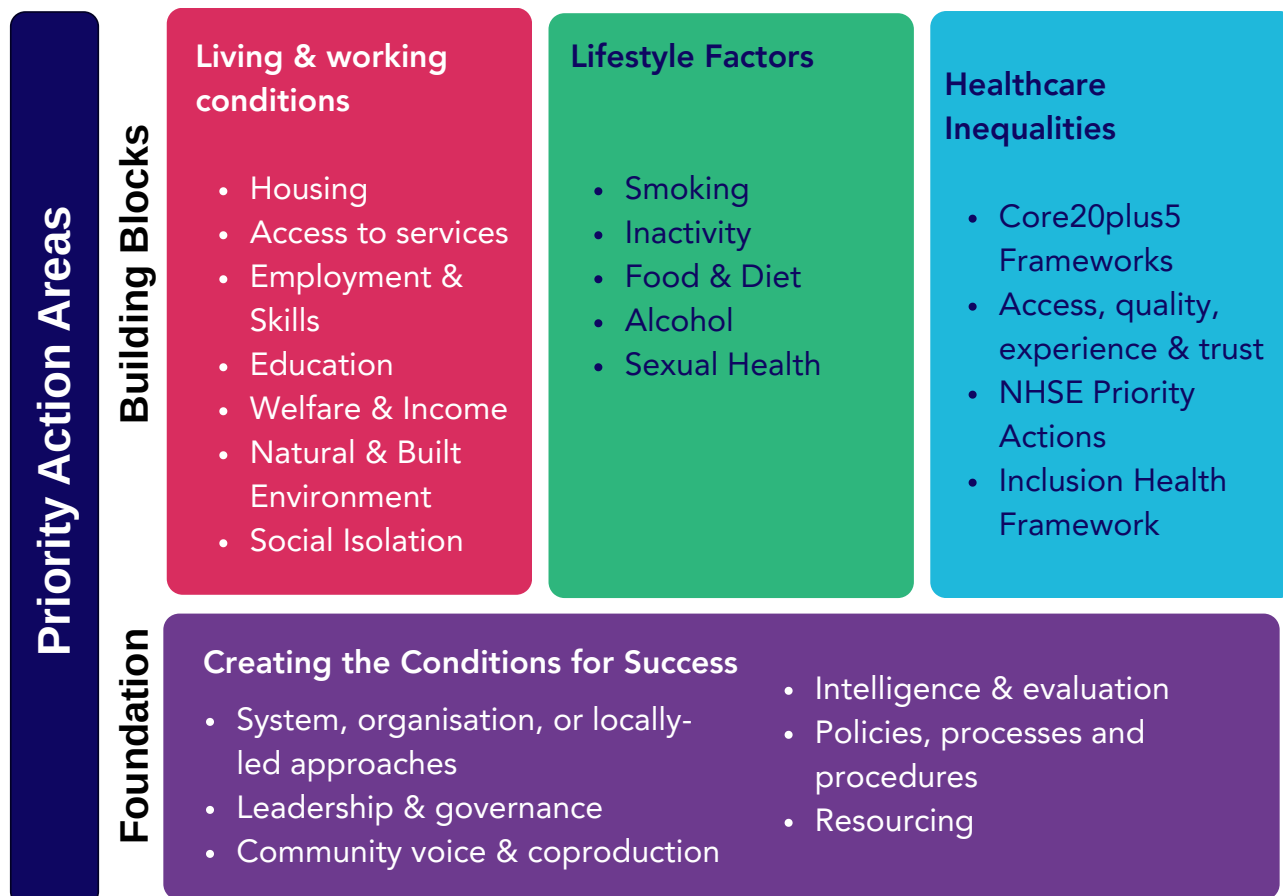 Priority Action Areas
Building Blocks
Living & working
conditions
• Housing
• Access to services
• Employment &
Skills
• Education
• Welfare & Income
• Natural & Built
Environment
• Social Isolation
Lifestyle Factors
• Smoking
• Inactivity
• Food & Diet
• Alcohol
• Sexual Health
Healthcare
Inequalities
• Core20plus5
Frameworks
• Access, quality,
experience & trust
• NHSE Priority
Actions
• Inclusion Health
Framework
Foundation
Creating the Conditions for Success
• System, organisation, or locally-
led approaches
• Leadership & governance
• Community voice & coproduction
• Intelligence & evaluation
• Policies, processes and
procedures
• Resourcing